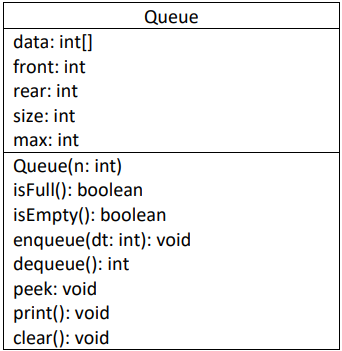 Queue
data: int[]
front: int
rear: int
size: int
max: int
Queue(n: int)
isFull(): boolean
isEmpty(): boolean
enqueue(dt: int): void
dequeue(): int
peek: void
print(): void
clear(): void